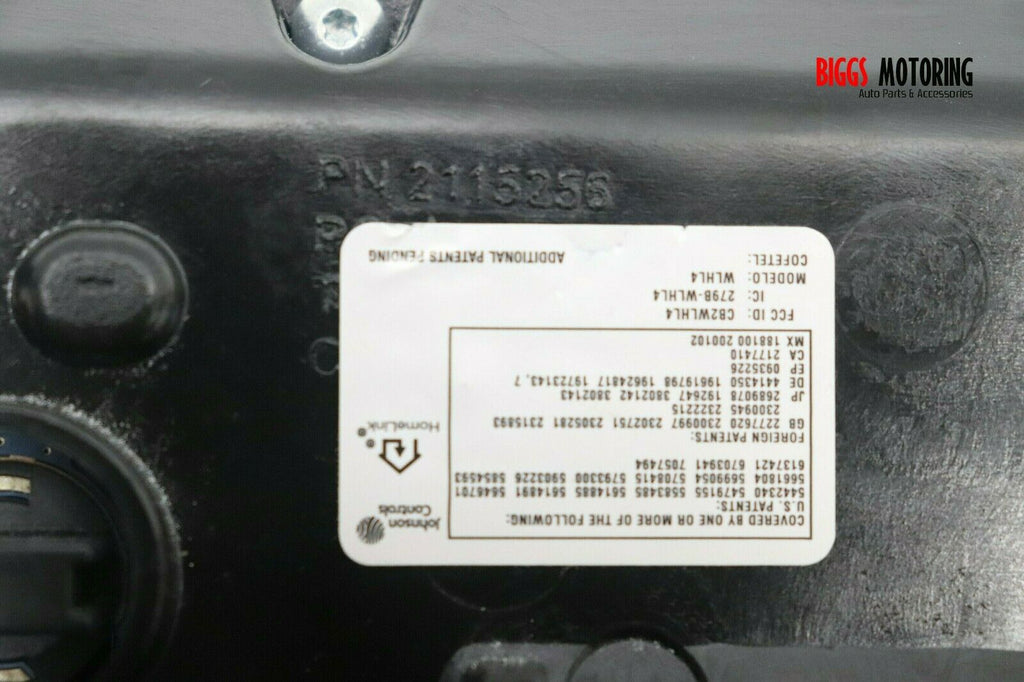 BIGGS MOTORING
Auto Parts & Accessories
PN 2115256
COVERED BY ONE OR MORE OF THE FOLLOWING:
U.S. PATENTS:
5442340 5479155 5583485 5614885 5614891 5646701
5681804 5699054 5708415 5793300 5903226 5854593
6137421 6703941 7057494
FOREIGN PATENTS:
GB 2277620 2300997 2302751 2305281 2315893
2300945 2322215
JP 2689078 192647 3802142 3802143
DE 4414350 19619798 19624817 19723143.7
EP 0935226
CA 2177410
MX 188100 200102
Johnson
Controls
HomeLink
FCC ID: CB2WLHL4
IC: 279B-WLHL4
MODELO: WLHL4
COFETEL:
ADDITIONAL PATENTS PENDING